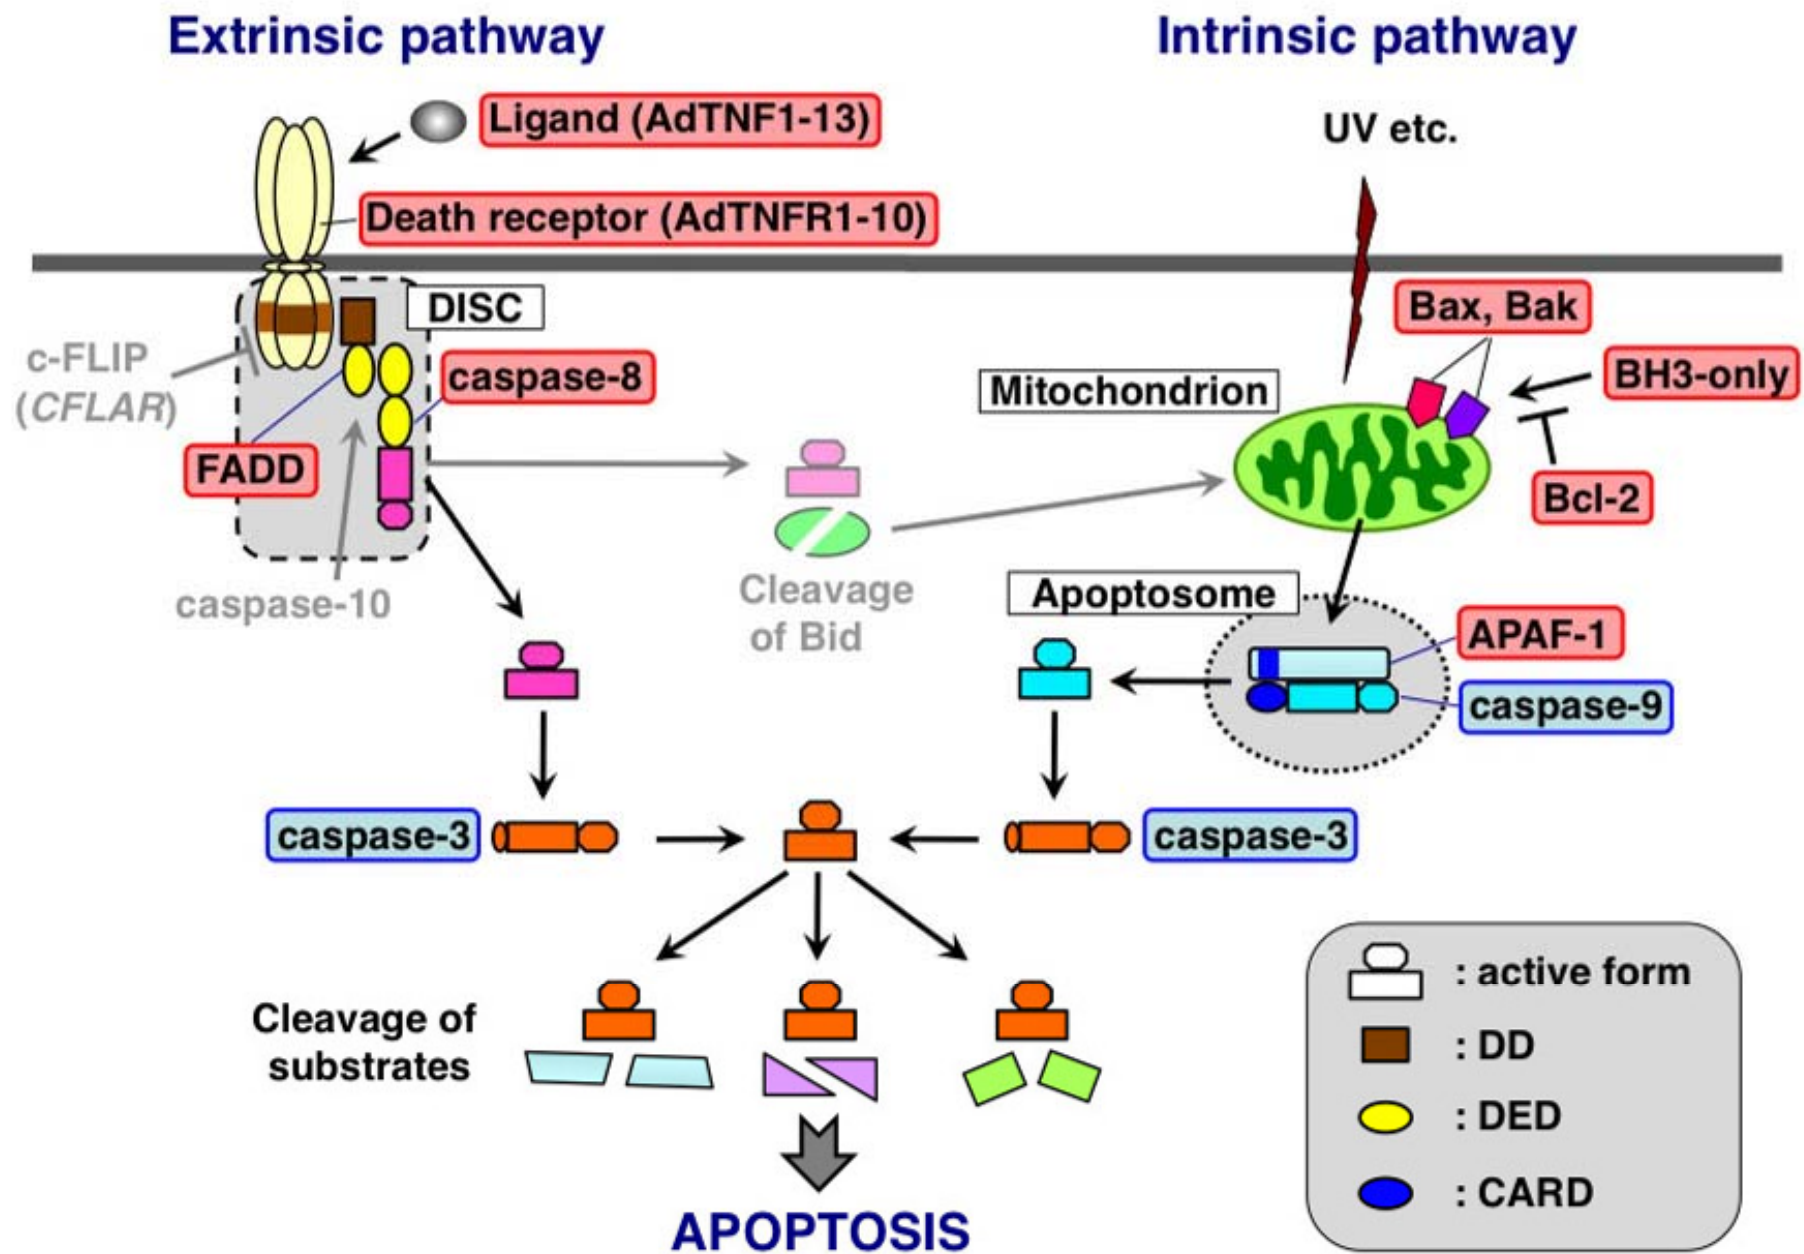 Extrinsic pathway
Intrinsic pathway
Ligand (AdTNF1-13)
UV etc.
Death receptor (AdTNFR1-10)
DISC
Bax, Bak
c-FLIP
(CFLAR)
caspase-8
Mitochondrion
BH3-only
FADD
Bcl-2
caspase-10
Cleavage
of Bid
Apoptosome
APAF-1
caspase-9
caspase-3
caspase-3
: active form
Cleavage of
substrates
: DD
: DED
: CARD
APOPTOSIS